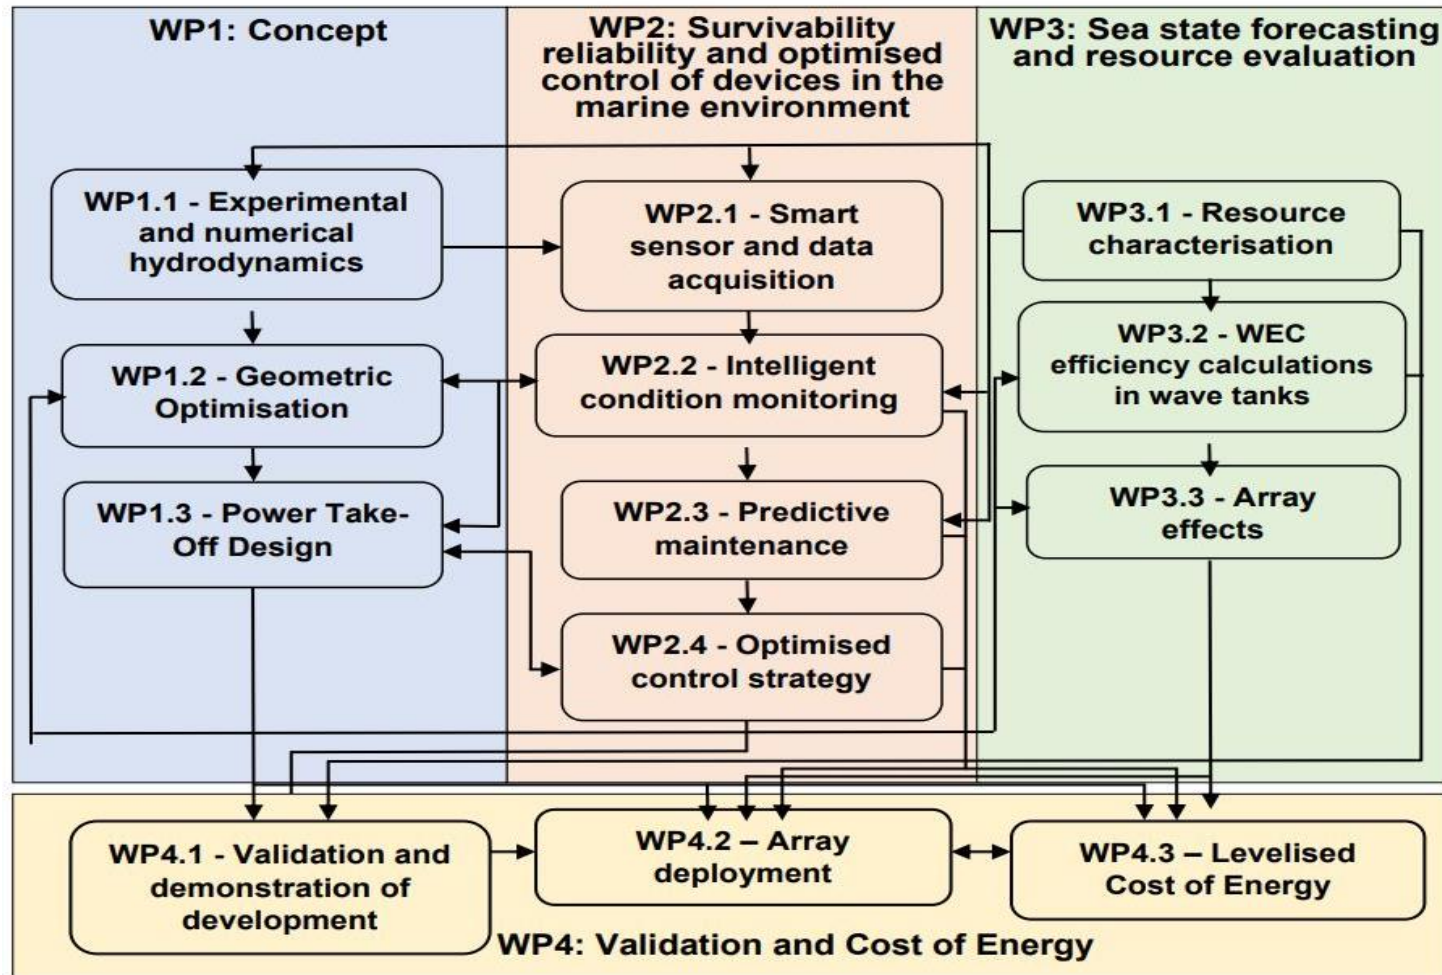 WP1: Concept
WP2: Survivability
reliability and optimised
control of devices in the
marine environment
WP3: Sea state forecasting
and resource evaluation
WP1.1 - Experimental
and numerical
hydrodynamics
WP1.2 - Geometric
Optimisation
WP1.3 - Power Take-
Off Design
WP2.1 - Smart
sensor and data
acquisition
WP2.2 - Intelligent
condition monitoring
WP2.3 - Predictive
maintenance
WP2.4 - Optimised
control strategy
WP3.1 - Resource
characterisation
WP3.2 - WEC
efficiency calculations
in wave tanks
WP3.3 - Array
effects
WP4.1 - Validation and
demonstration of
development
WP4.2 – Array
deployment
WP4.3 – Levelised
Cost of Energy
WP4: Validation and Cost of Energy